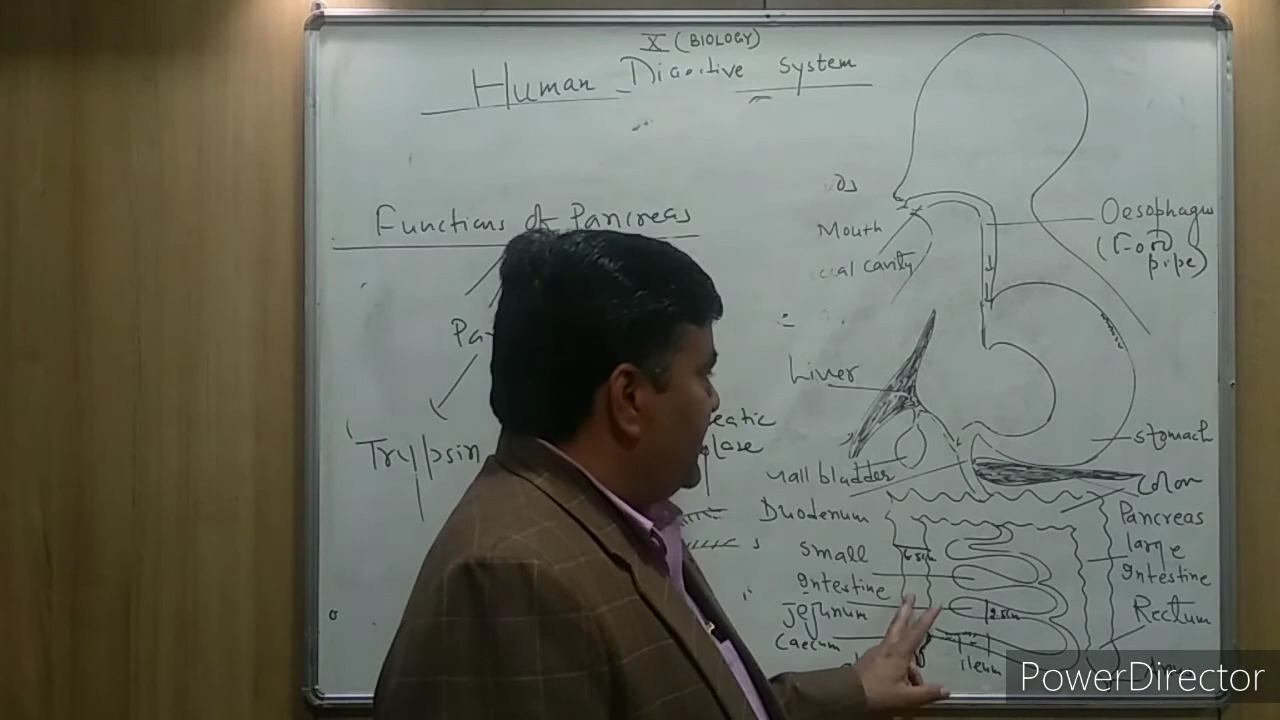 X (BIOLOGY)
Human Digestive System
Functions of Pancreas
Trypsin
Mouth
cavity
Oesophagus
(Food
pipe)
Liver
stomach
bladder
Colon
Duodenum
Pancreas
small
Intestine
large
Intestine
Jejunum
Rectum
Caecum
ileum
PowerDirector